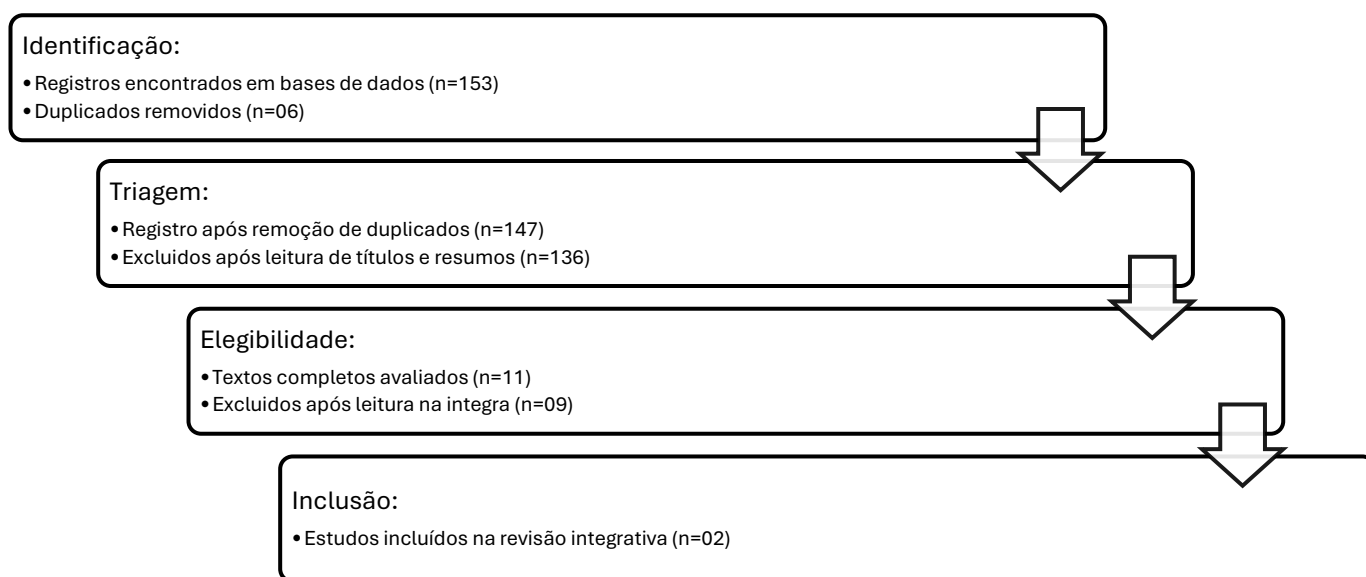 Identificação:
•Registros encontrados em bases de dados (n=153)
•Duplicados removidos (n=06)
Triagem:
•Registro após remoção de duplicados (n=147)
•Excluidos após leitura de títulos e resumos (n=136)
Elegibilidade:
•Textos completos avaliados (n=11)
•Excluidos após leitura na integra (n=09)
Inclusão:
•Estudos incluídos na revisão integrativa (n=02)